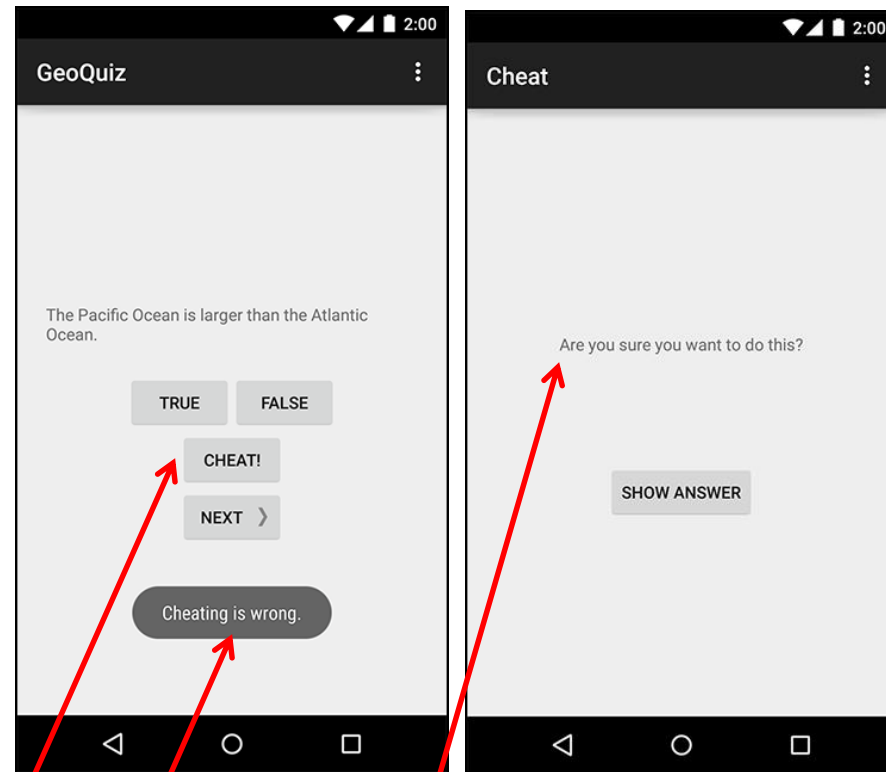 2:00
GeoQuiz
The Pacific Ocean is larger than the Atlantic
Ocean.
TRUE FALSE
CHEAT!
NEXT
Cheating is wrong.
2:00
Cheat
Are you sure you want to do this?
SHOW ANSWER